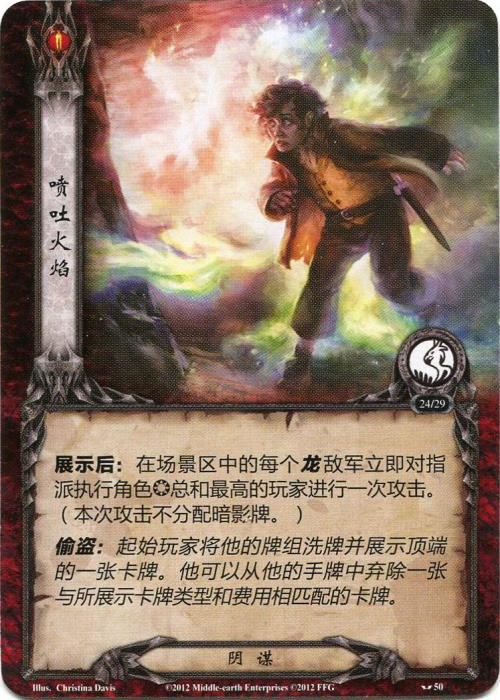 喷吐火焰
24/29
展示后：在场景区中的每个龙敌军立即对指
派执行角色总和最高的玩家进行一次攻击。
（本次攻击不分配暗影牌。）
偷盗：起始玩家将他的牌组洗牌并展示顶端
的一张卡牌。他可以从他的手牌中弃除一张
与所展示卡牌类型和费用相匹配的卡牌。
阴谋
Illus. Christina Davis
©2012 Middle-earth Enterprises ©2012 FFG
50